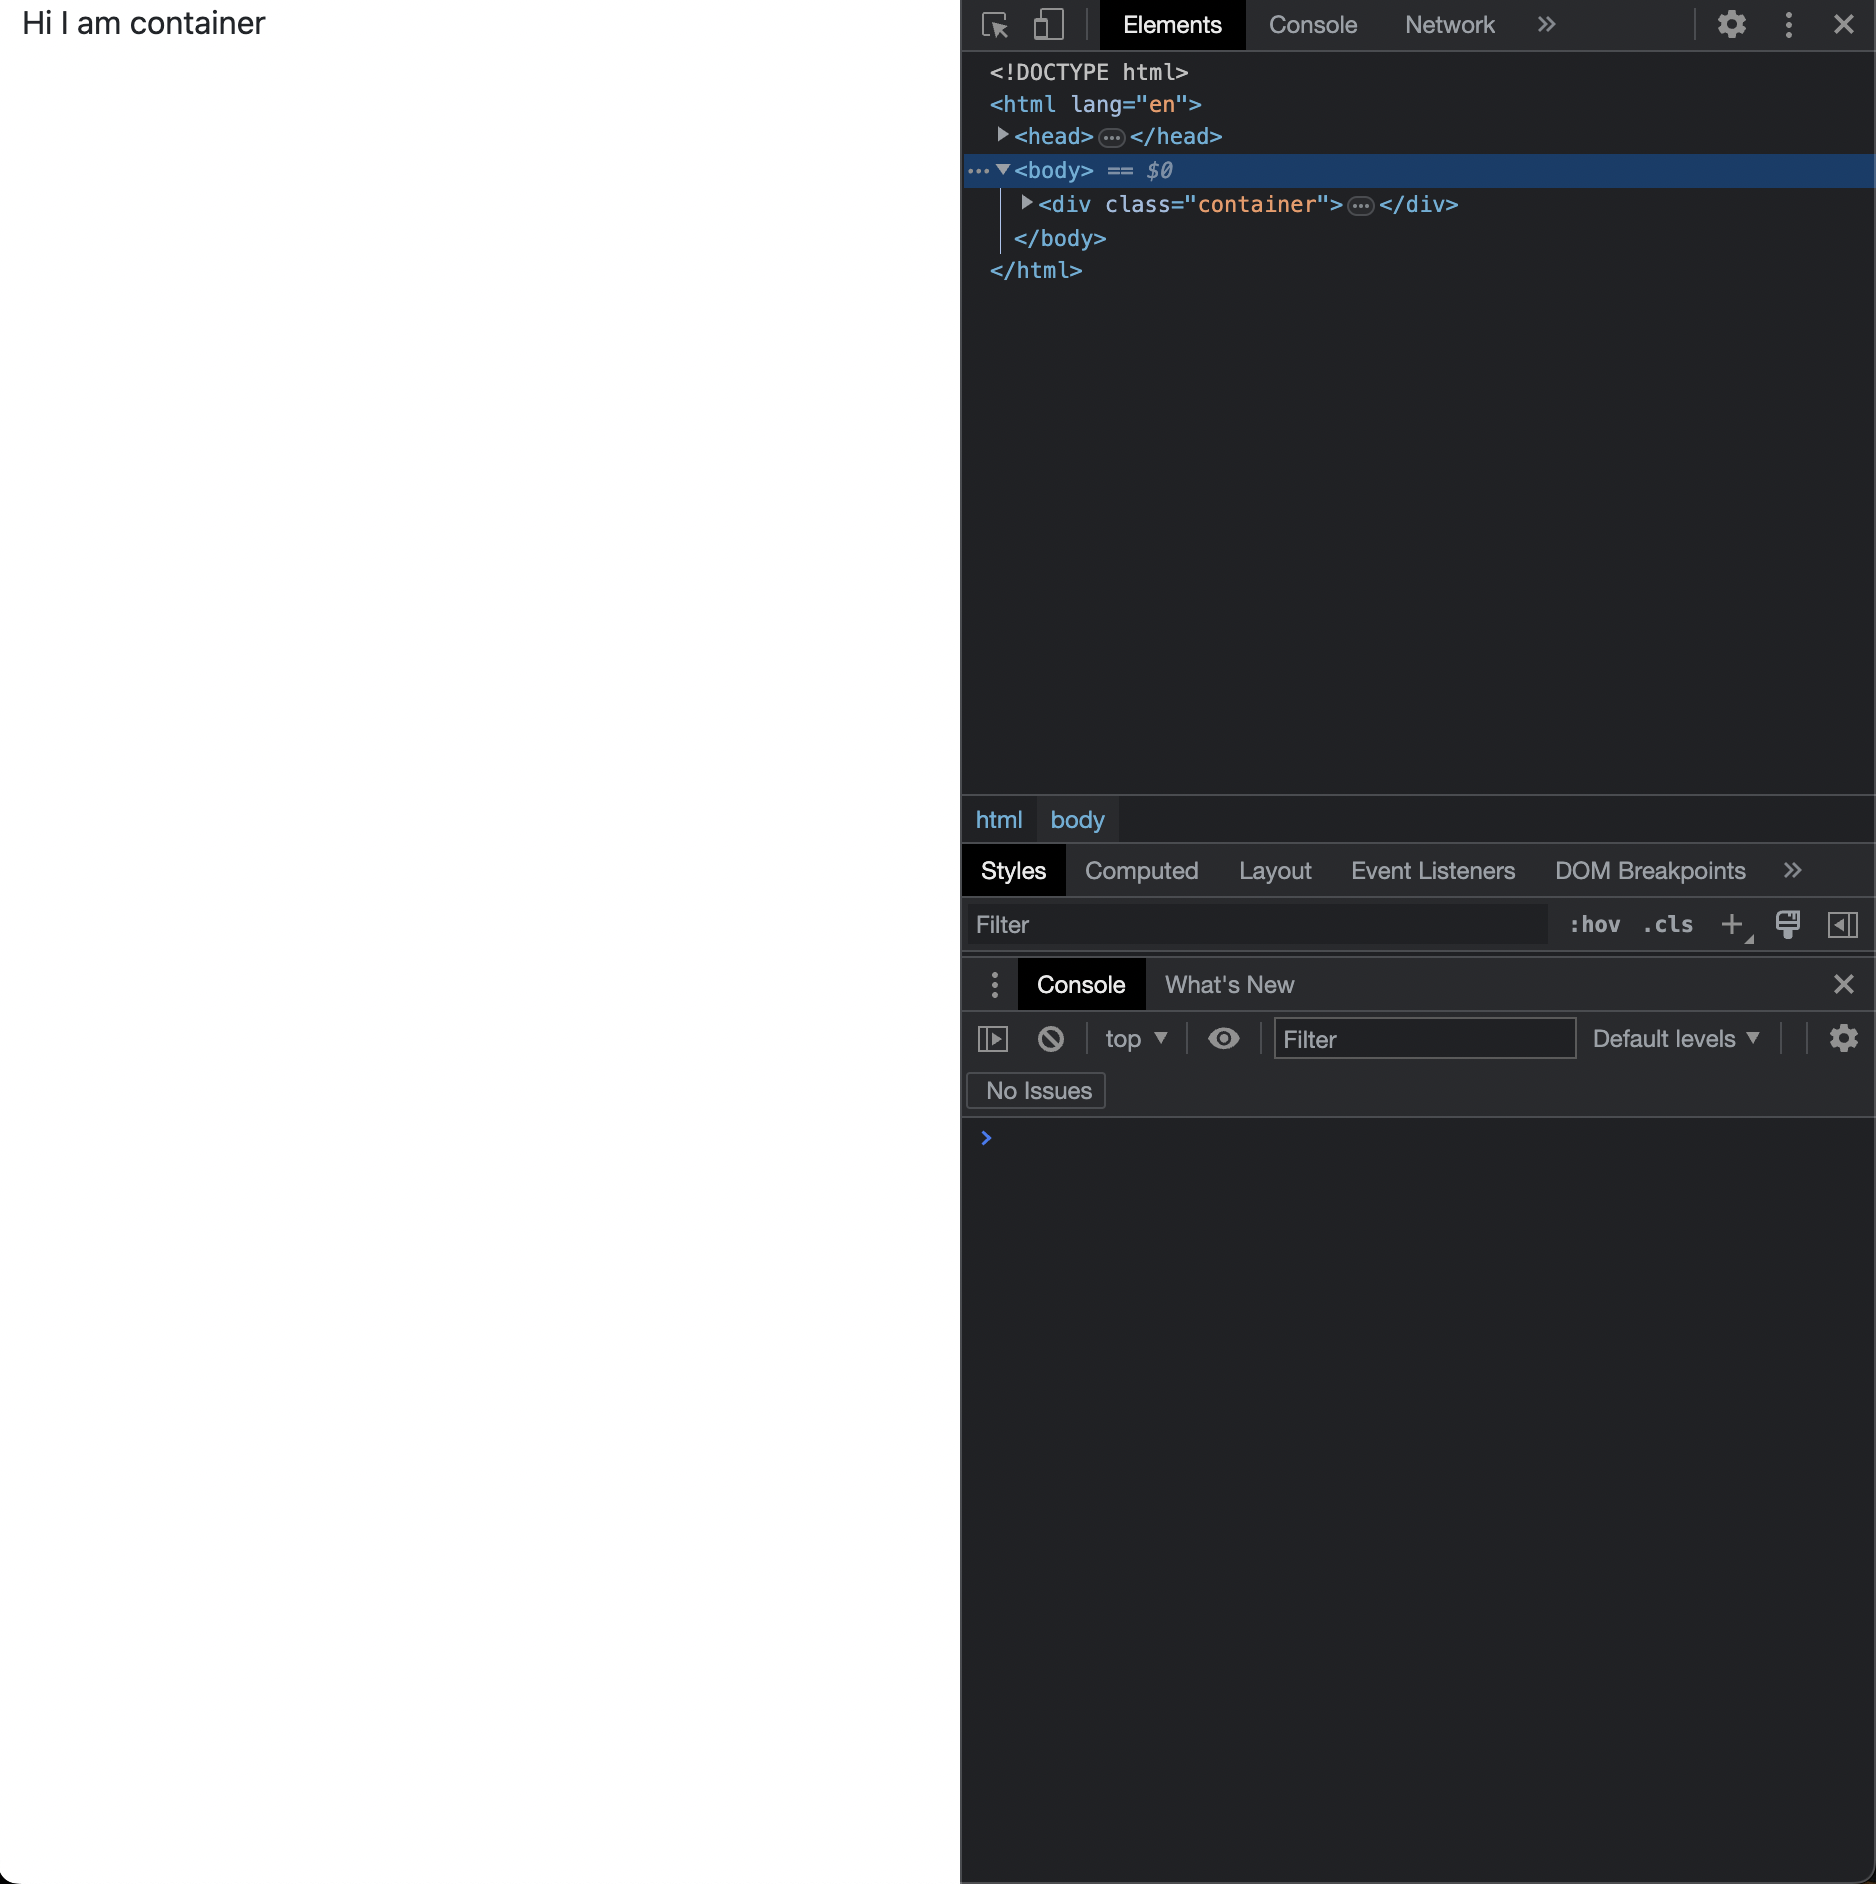 Hi I am container
Elements Console Network
<!DOCTYPE html>
<html lang="en">
<head> </head>
<body> == $0
<div class="container"> </div>
</body>
</html>
html body
Styles Computed Layout Event Listeners DOM Breakpoints
Filter :hov .cls
Console What's New
top Filter Default levels
No Issues